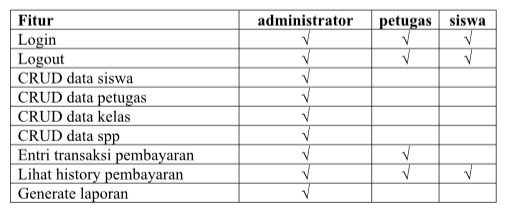 Fitur administrator petugas siswa
Login √ √ √
Logout √ √ √
CRUD data siswa √
CRUD data petugas √
CRUD data kelas √
CRUD data spp √
Entri transaksi pembayaran √ √
Lihat history pembayaran √ √ √
Generate laporan √